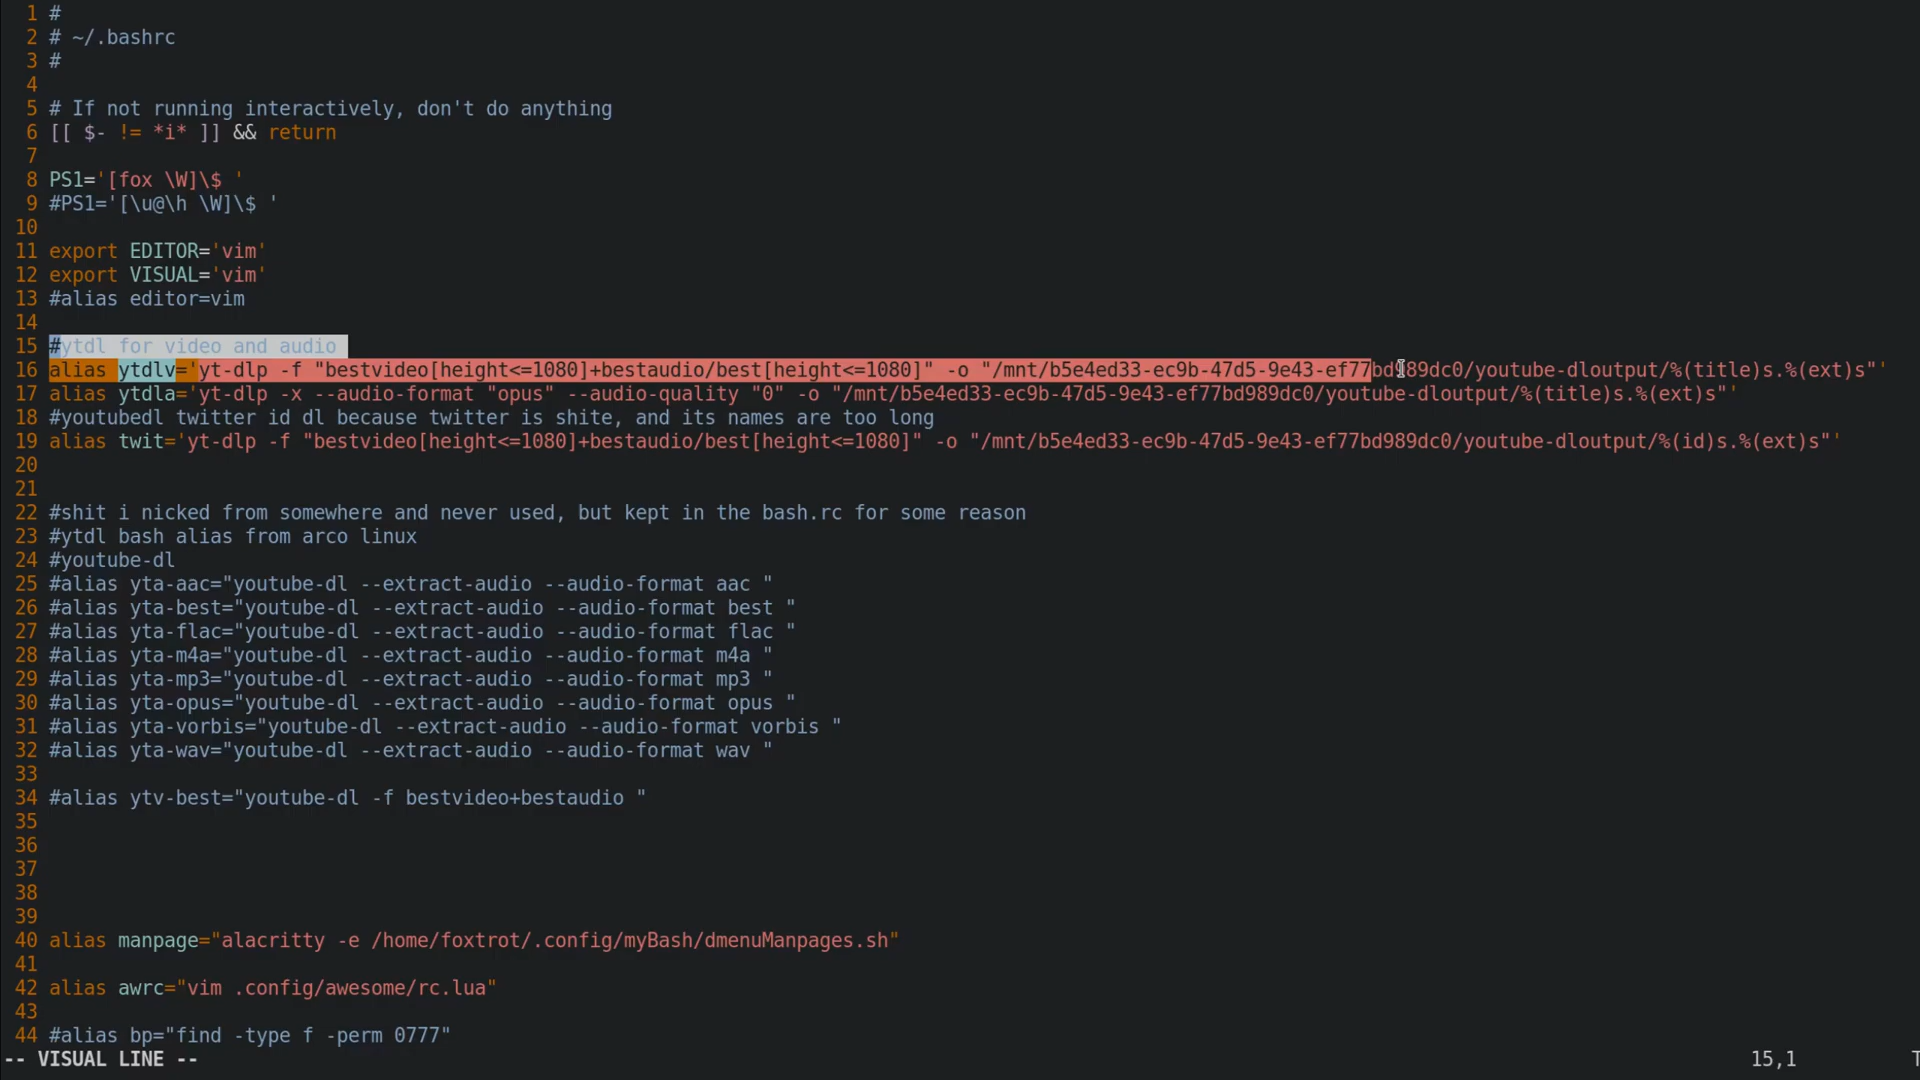 1 #
2 # ~/.bashrc
3 #
4
5 # If not running interactively, don't do anything
6 [[ $- != *i* ]] && return
7
8 PS1='[fox \W]\$ '
9 #PS1='[\u@\h \W]\$ '
10
11 export EDITOR='vim'
12 export VISUAL='vim'
13 #alias editor=vim
14
15 #ytdl for video and audio
16 alias ytdlv='yt-dlp -f "bestvideo[height<=1080]+bestaudio/best[height<=1080]" -o "/mnt/b5e4ed33-ec9b-47d5-9e43-ef77bd989dc0/youtube-dloutput/%(title)s.%(ext)s"'
17 alias ytdla='yt-dlp -x --audio-format "opus" --audio-quality "0" -o "/mnt/b5e4ed33-ec9b-47d5-9e43-ef77bd989dc0/youtube-dloutput/%(title)s.%(ext)s"'
18 #youtubedl twitter id dl because twitter is shite, and its names are too long
19 alias twit='yt-dlp -f "bestvideo[height<=1080]+bestaudio/best[height<=1080]" -o "/mnt/b5e4ed33-ec9b-47d5-9e43-ef77bd989dc0/youtube-dloutput/%(id)s.%(ext)s"'
20
21
22 #shit i nicked from somewhere and never used, but kept in the bash.rc for some reason
23 #ytdl bash alias from arco linux
24 #youtube-dl
25 #alias yta-aac="youtube-dl --extract-audio --audio-format aac "
26 #alias yta-best="youtube-dl --extract-audio --audio-format best "
27 #alias yta-flac="youtube-dl --extract-audio --audio-format flac "
28 #alias yta-m4a="youtube-dl --extract-audio --audio-format m4a "
29 #alias yta-mp3="youtube-dl --extract-audio --audio-format mp3 "
30 #alias yta-opus="youtube-dl --extract-audio --audio-format opus "
31 #alias yta-vorbis="youtube-dl --extract-audio --audio-format vorbis "
32 #alias yta-wav="youtube-dl --extract-audio --audio-format wav "
33
34 #alias ytv-best="youtube-dl -f bestvideo+bestaudio "
35
36
37
38
39
40 alias manpage="alacritty -e /home/foxtrot/.config/myBash/dmenuManpages.sh"
41
42 alias awrc="vim .config/awesome/rc.lua"
43
44 #alias bp="find -type f -perm 0777"
-- VISUAL LINE -- 15,1 T